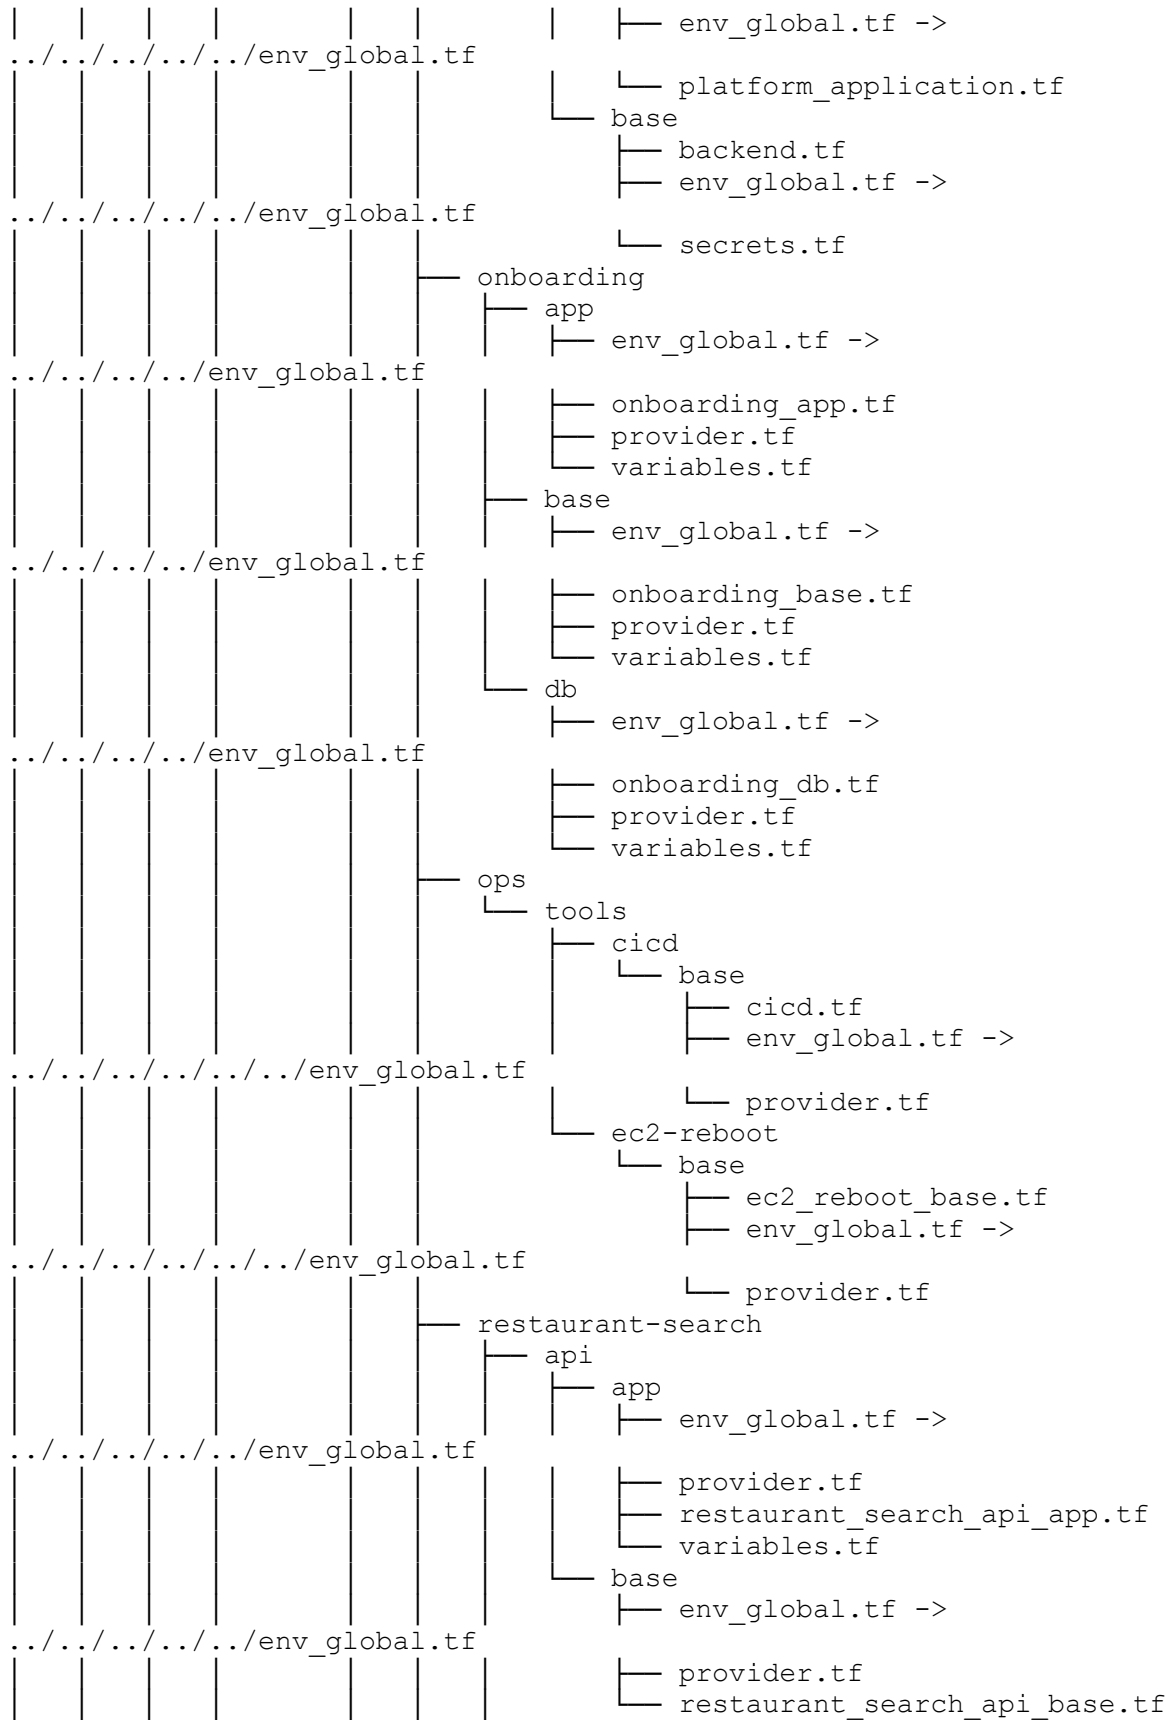 │   │   │   │       │   │       │   ├── env_global.tf ->
../../../../../env_global.tf
│   │   │   │       │   │       │   └── platform_application.tf
│   │   │   │       │   │       └── base
│   │   │   │       │   │           ├── backend.tf
│   │   │   │       │   │           ├── env_global.tf ->
../../../../../env_global.tf
│   │   │   │       │   │           └── secrets.tf
│   │   │   │       │   ├── onboarding
│   │   │   │       │   │   ├── app
│   │   │   │       │   │   │   ├── env_global.tf ->
../../../../env_global.tf
│   │   │   │       │   │   │   ├── onboarding_app.tf
│   │   │   │       │   │   │   ├── provider.tf
│   │   │   │       │   │   │   └── variables.tf
│   │   │   │       │   │   ├── base
│   │   │   │       │   │   │   ├── env_global.tf ->
../../../../env_global.tf
│   │   │   │       │   │   │   ├── onboarding_base.tf
│   │   │   │       │   │   │   ├── provider.tf
│   │   │   │       │   │   │   └── variables.tf
│   │   │   │       │   │   └── db
│   │   │   │       │   │       ├── env_global.tf ->
../../../../env_global.tf
│   │   │   │       │   │       ├── onboarding_db.tf
│   │   │   │       │   │       ├── provider.tf
│   │   │   │       │   │       └── variables.tf
│   │   │   │       │   ├── ops
│   │   │   │       │   │   └── tools
│   │   │   │       │   │       ├── cicd
│   │   │   │       │   │       │   └── base
│   │   │   │       │   │       │       ├── cicd.tf
│   │   │   │       │   │       │       ├── env_global.tf ->
../../../../../../env_global.tf
│   │   │   │       │   │       │       └── provider.tf
│   │   │   │       │   │       └── ec2-reboot
│   │   │   │       │   │           └── base
│   │   │   │       │   │               ├── ec2_reboot_base.tf
│   │   │   │       │   │               ├── env_global.tf ->
../../../../../../env_global.tf
│   │   │   │       │   │               └── provider.tf
│   │   │   │       │   ├── restaurant-search
│   │   │   │       │   │   ├── api
│   │   │   │       │   │   │   ├── app
│   │   │   │       │   │   │   │   ├── env_global.tf ->
../../../../../env_global.tf
│   │   │   │       │   │   │   │   ├── provider.tf
│   │   │   │       │   │   │   │   ├── restaurant_search_api_app.tf
│   │   │   │       │   │   │   │   └── variables.tf
│   │   │   │       │   │   │   └── base
│   │   │   │       │   │   │       ├── env_global.tf ->
../../../../../env_global.tf
│   │   │   │       │   │   │       ├── provider.tf
│   │   │   │       │   │   │       └── restaurant_search_api_base.tf